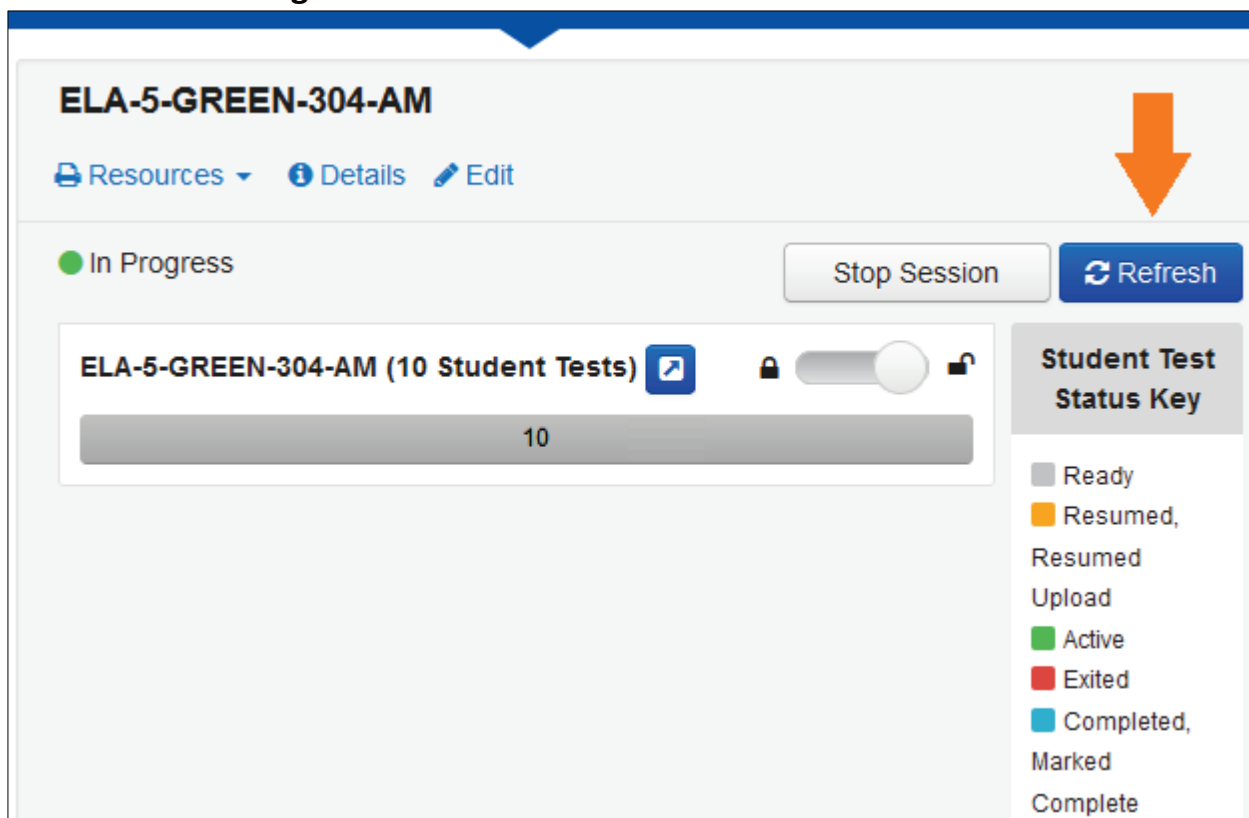 ELA-5-GREEN-304-AM
Resources Details Edit
In Progress
Stop Session Refresh
ELA-5-GREEN-304-AM (10 Student Tests)
10
Student Test
Status Key
Ready
Resumed,
Resumed
Upload
Active
Exited
Completed,
Marked
Complete